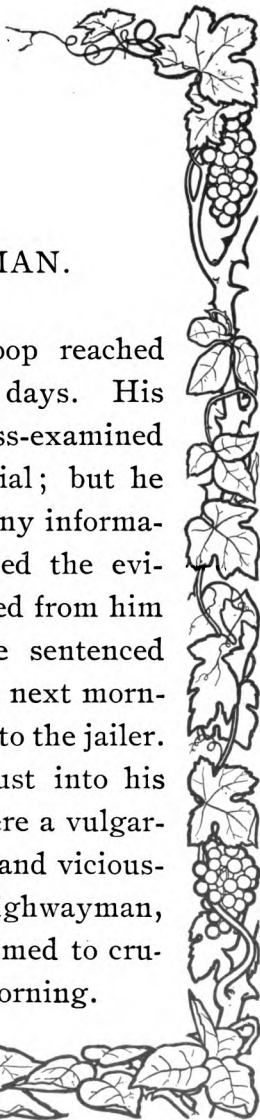 MAN.
oop reached
days. His
ss-examined
ial; but he
ny informa-
ed the evi-
ed from him
e sentenced
next morn-
to the jailer.
ust into his
ere a vulgar-
and vicious-
ghwayman,
med to cru-
orning.